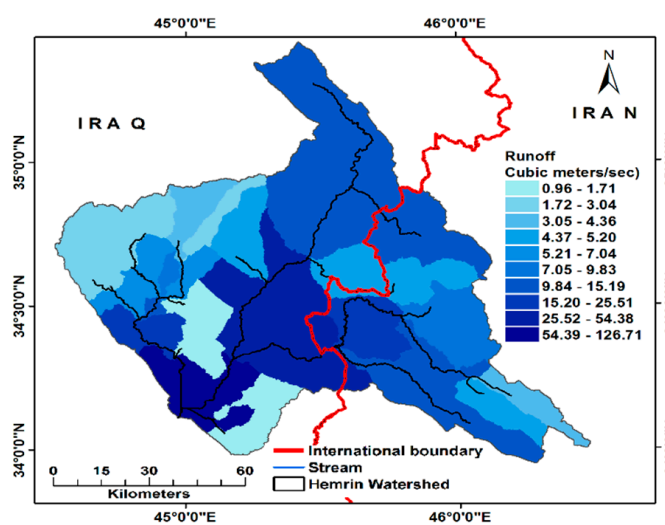 45°0'0"E 46°0'0"E
N
IRAQ
IRAN
35°0'0"N
34°30'0"N
34°0'0"N
Runoff
Cubic meters/sec)
0.96 - 1.71
1.72 - 3.04
3.05 - 4.36
4.37 - 5.20
5.21 - 7.04
7.05 - 9.83
9.84 - 15.19
15.20 - 25.51
25.52 - 54.38
54.39 - 126.71
International boundary
Stream
Hemrin Watershed
0 15 30 60
Kilometers
45°0'0"E 46°0'0"E